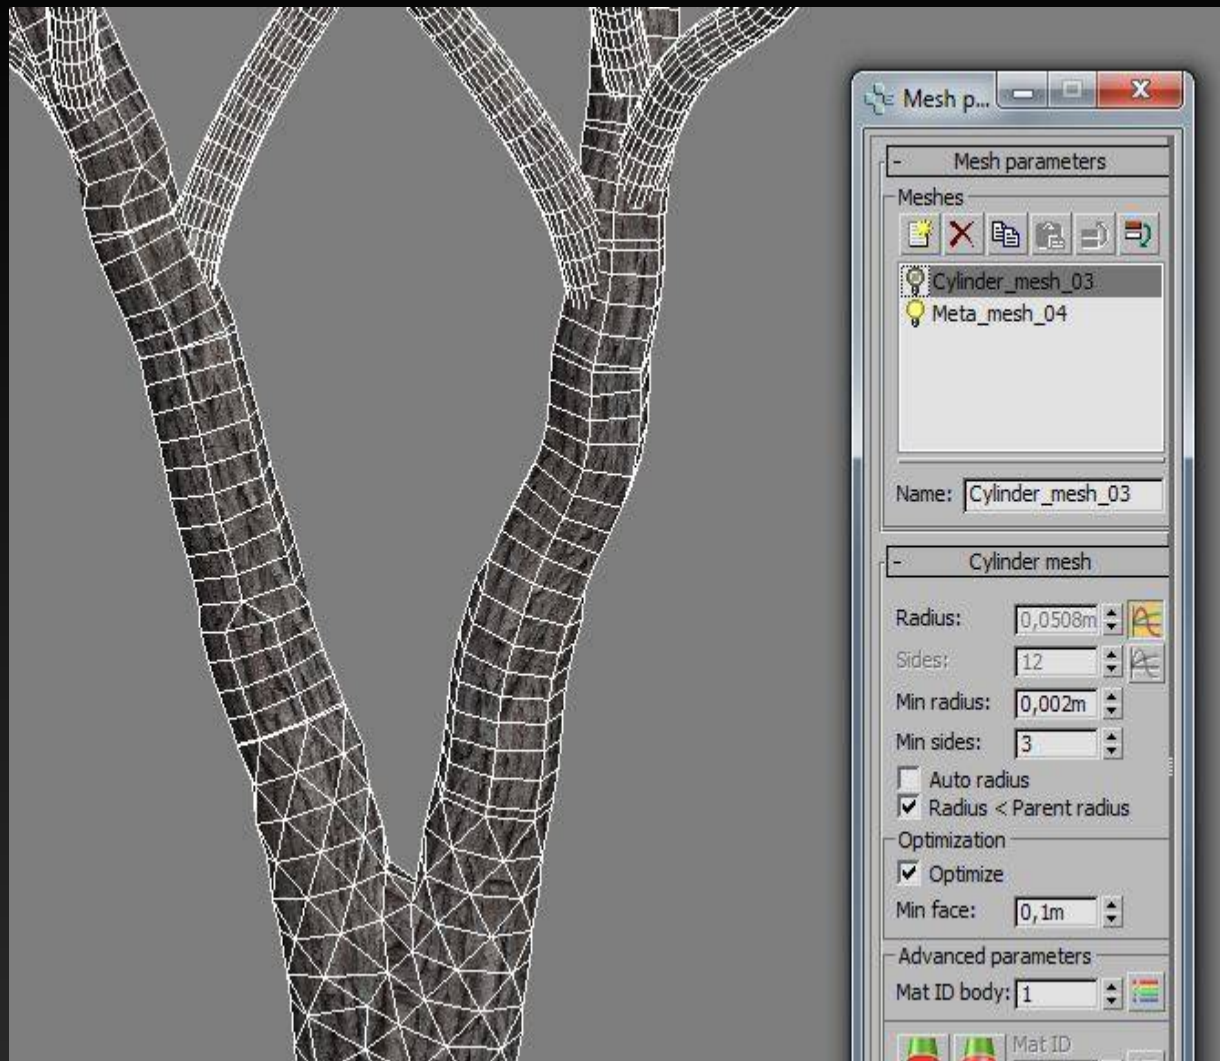 Mesh p...
- Mesh parameters
Meshes
Cylinder_mesh_03
Meta_mesh_04
Name: Cylinder_mesh_03
- Cylinder mesh
Radius: 0,0508m
Sides: 12
Min radius: 0,002m
Min sides: 3
Auto radius
Radius < Parent radius
Optimization
Optimize
Min face: 0,1m
Advanced parameters
Mat ID body: 1
Mat ID